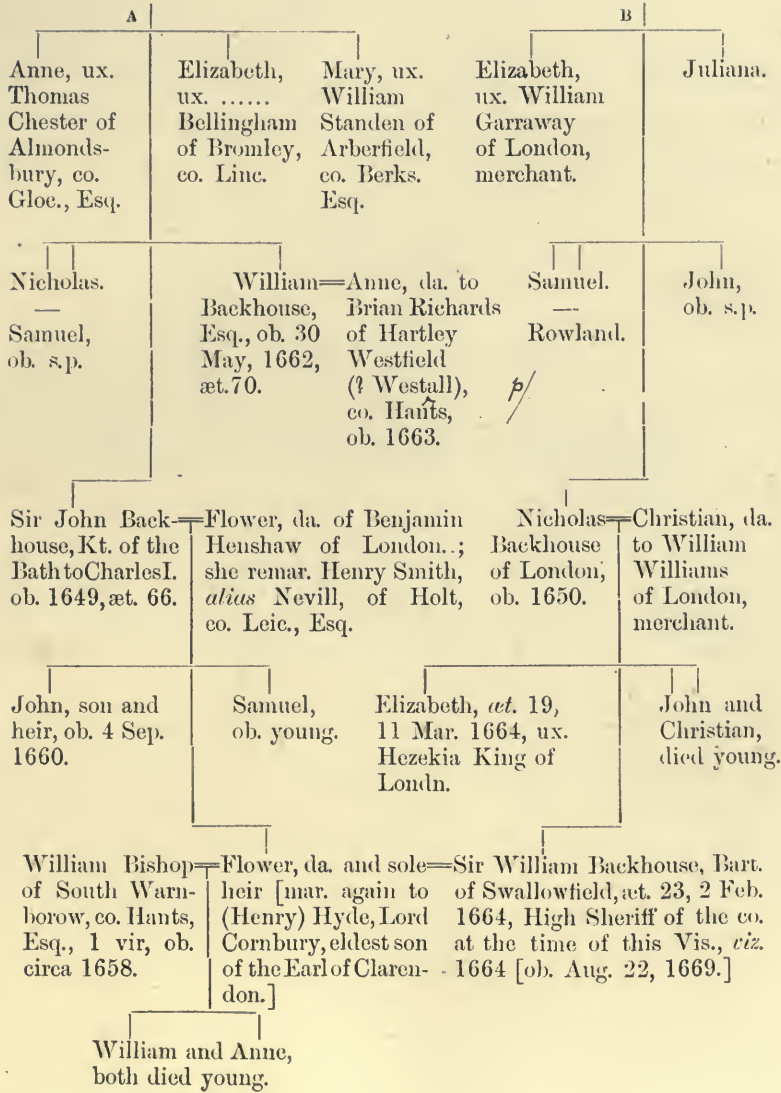 A
B
Anne, ux.
Thomas
Chester of
Almonds-
bury, co.
Gloc., Esq.
Elizabeth,
ux. ......
Bellingham
of Bromley,
co. Linc.
Mary, ux.
William
Standen of
Arberfield,
co. Berks.
Esq.
Elizabeth,
ux. William
Garraway
of London,
merchant.
Juliana.
Nicholas.
—
Samuel,
ob. s.p.
William=Anne, da. to
Backhouse, Brian Richards
Esq., ob. 30 of Hartley
May, 1662, Westfield
æt. 70. (? Westall),
co. Hants,
ob. 1663.
p/
/
Samuel.
—
Rowland.
John,
ob. s.p.
Sir John Back-=Flower, da. of Benjamin
house, Kt. of the Henshaw of London..;
Bath to Charles I. she remar. Henry Smith,
ob. 1649, æt. 66. alias Nevill, of Holt,
co. Leic., Esq.
Nicholas=Christian, da.
Backhouse to William
of London, Williams
ob. 1650. of London,
merchant.
John, son and
heir, ob. 4 Sep.
1660.
Samuel,
ob. young.
Elizabeth, æt. 19,
11 Mar. 1664, ux.
Hezekia King of
Londn.
John and
Christian,
died young.
William Bishop=Flower, da. and sole=Sir William Backhouse, Bart.
of South Warn- heir [mar. again to of Swallowfield, æt. 23, 2 Feb.
borow, co. Hants, (Henry) Hyde, Lord 1664, High Sheriff of the co.
Esq., 1 vir, ob. Cornbury, eldest son at the time of this Vis., viz.
circa 1658. of the Earl of Claren- 1664 [ob. Aug. 22, 1669.]
don.]
William and Anne,
both died young.